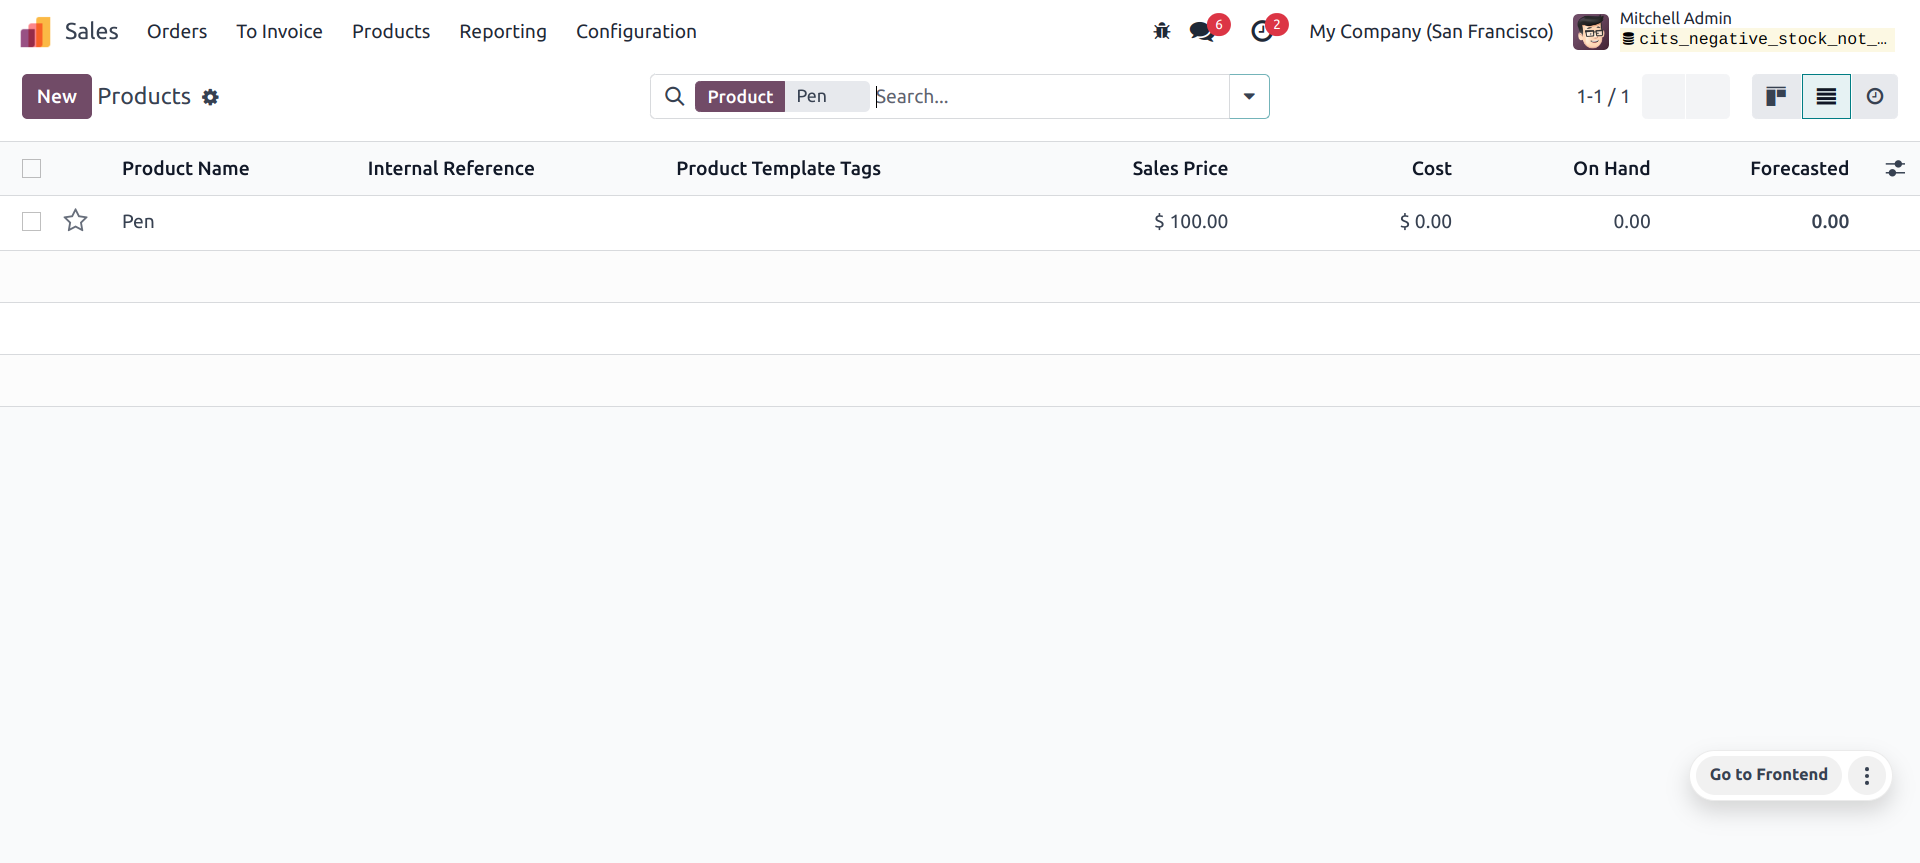 Sales Orders To Invoice Products Reporting Configuration 6 2 My Company (San Francisco) Mitchell Admin
cits_negative_stock_not_…
New Products Product Pen Search... 1-1 / 1
Product Name Internal Reference Product Template Tags Sales Price Cost On Hand Forecasted
Pen $ 100.00 $ 0.00 0.00 0.00
Go to Frontend